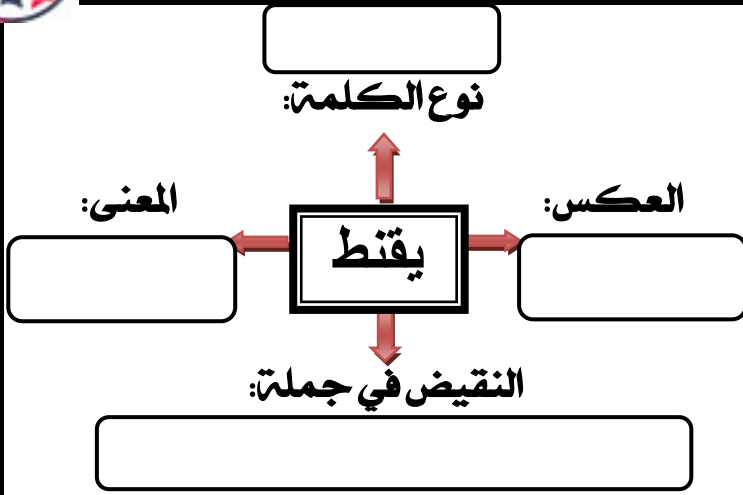 نوع الكلمة:
العكس:
المعنى:
يقنط
النقيض في جملة: